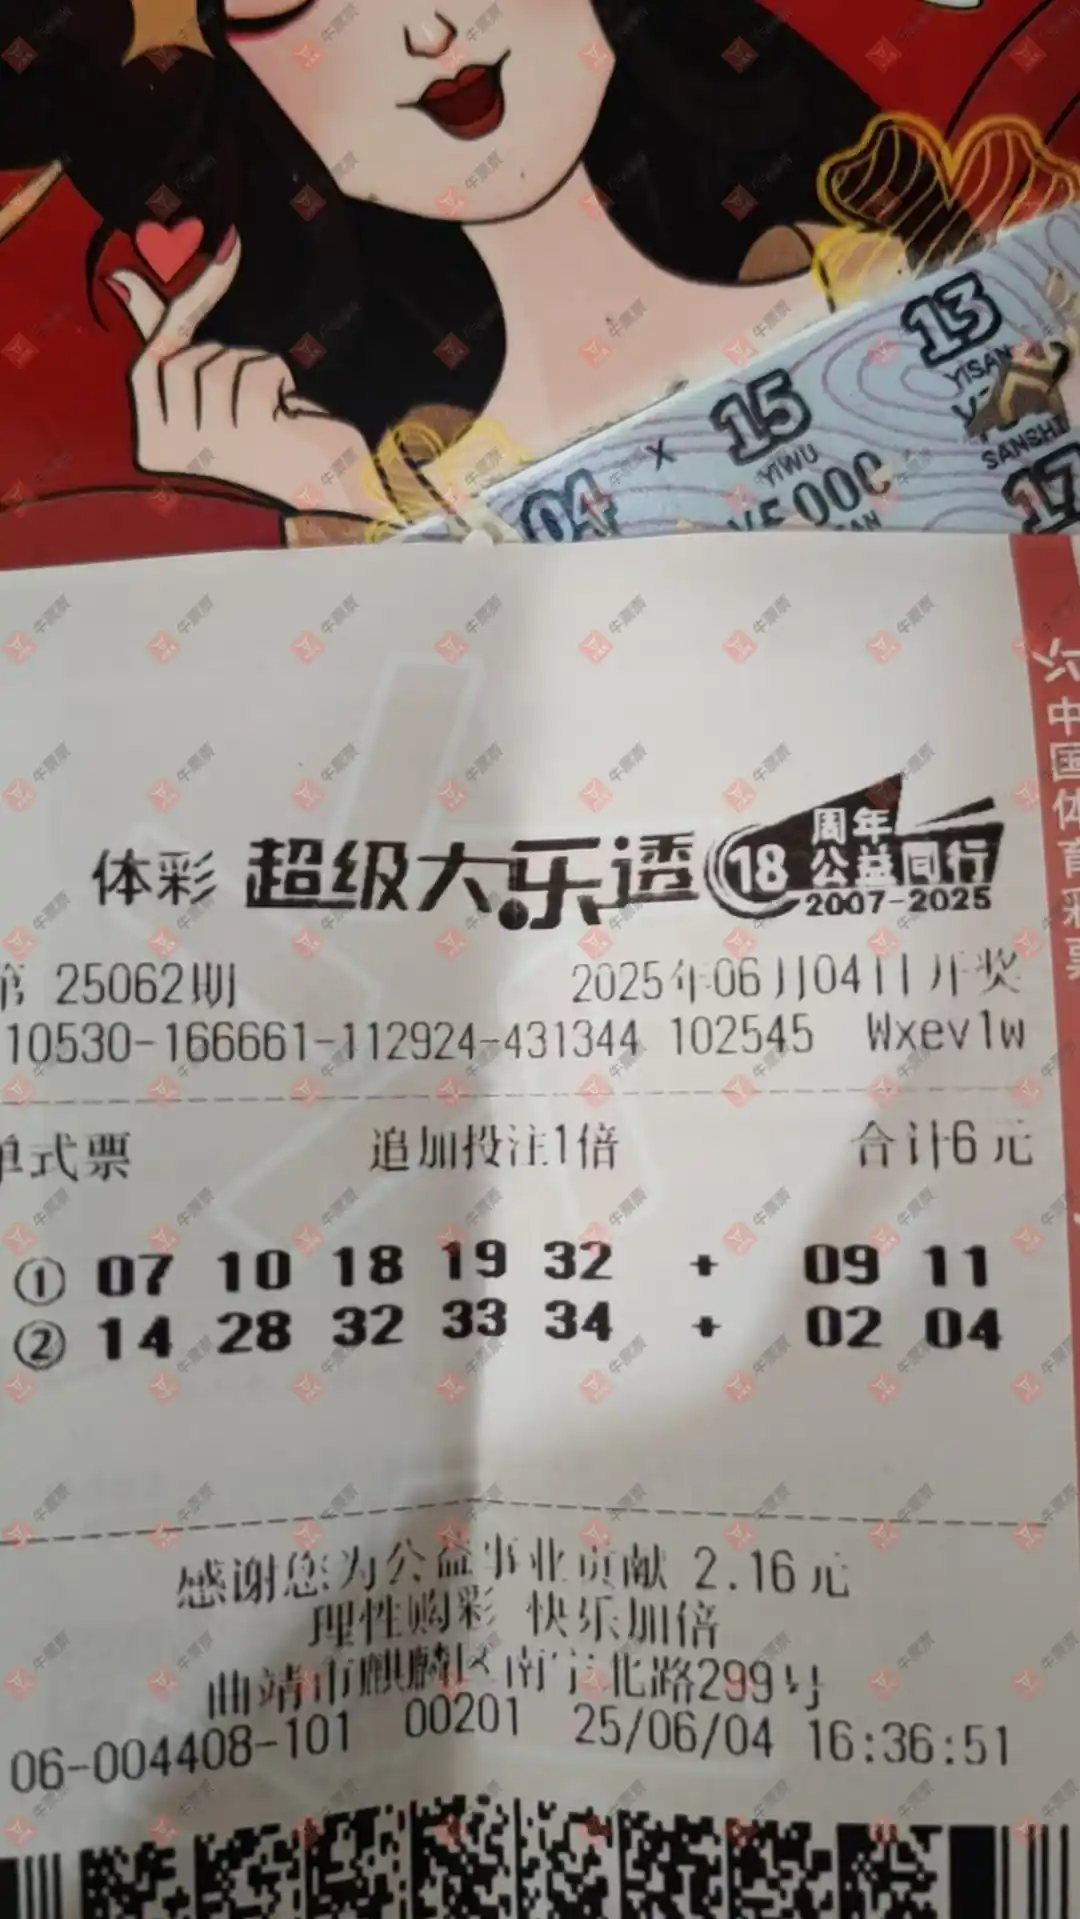 13
YISAN
15
YIWU
04
SANSHI
17
体彩 超级大乐透 18 周年 公益同行 2007-2025
中国体育彩票
第 25062期 2025年06月04日开奖
10530-166661-112924-431344 102545 Wxev1w
单式票 追加投注1倍 合计6元
① 07 10 18 19 32 + 09 11
② 14 28 32 33 34 + 02 04
感谢您为公益事业贡献 2.16元
理性购彩 快乐加倍
曲靖市麒麟区南宁北路299号
06-004408-101 00201 25/06/04 16:36:51
牛票票